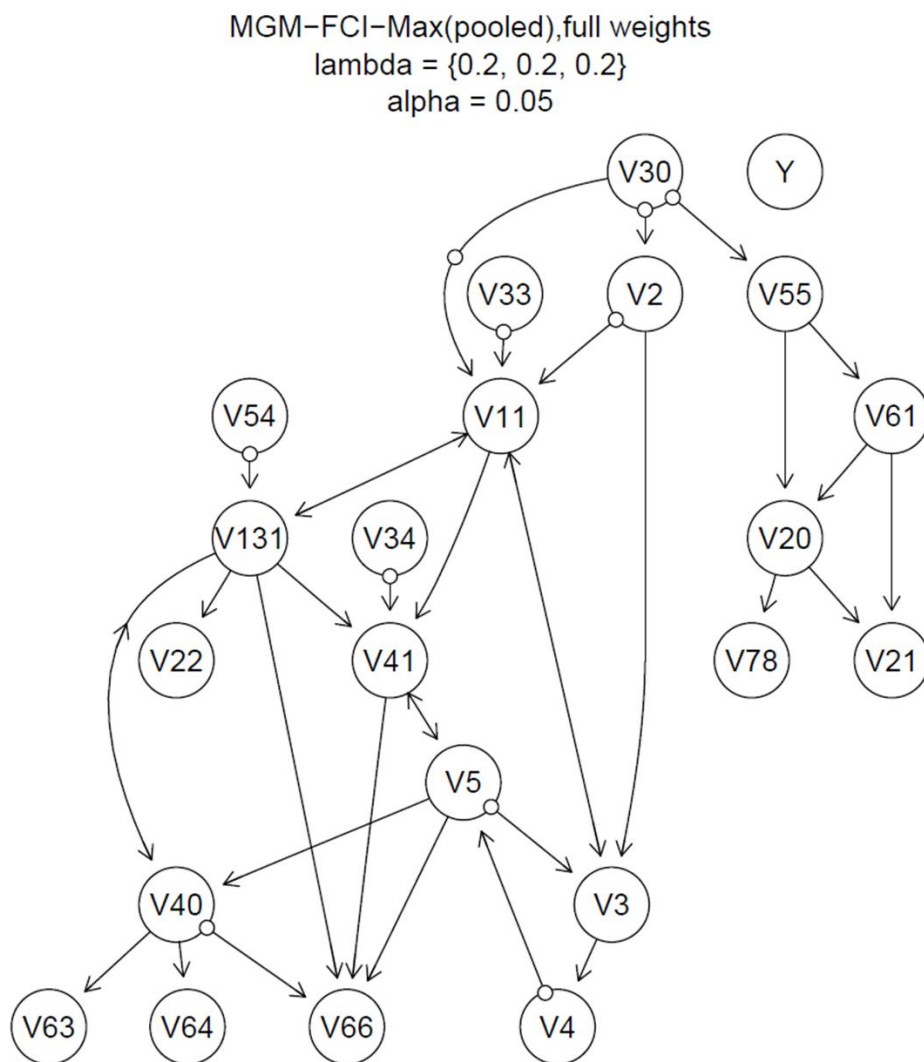 MGM−FCI−Max(pooled),full weights
lambda = {0.2, 0.2, 0.2}
alpha = 0.05
V30
Y
V33
V2
V55
V54
V11
V61
V131
V34
V20
V22
V41
V78
V21
V5
V40
V3
V63
V64
V66
V4